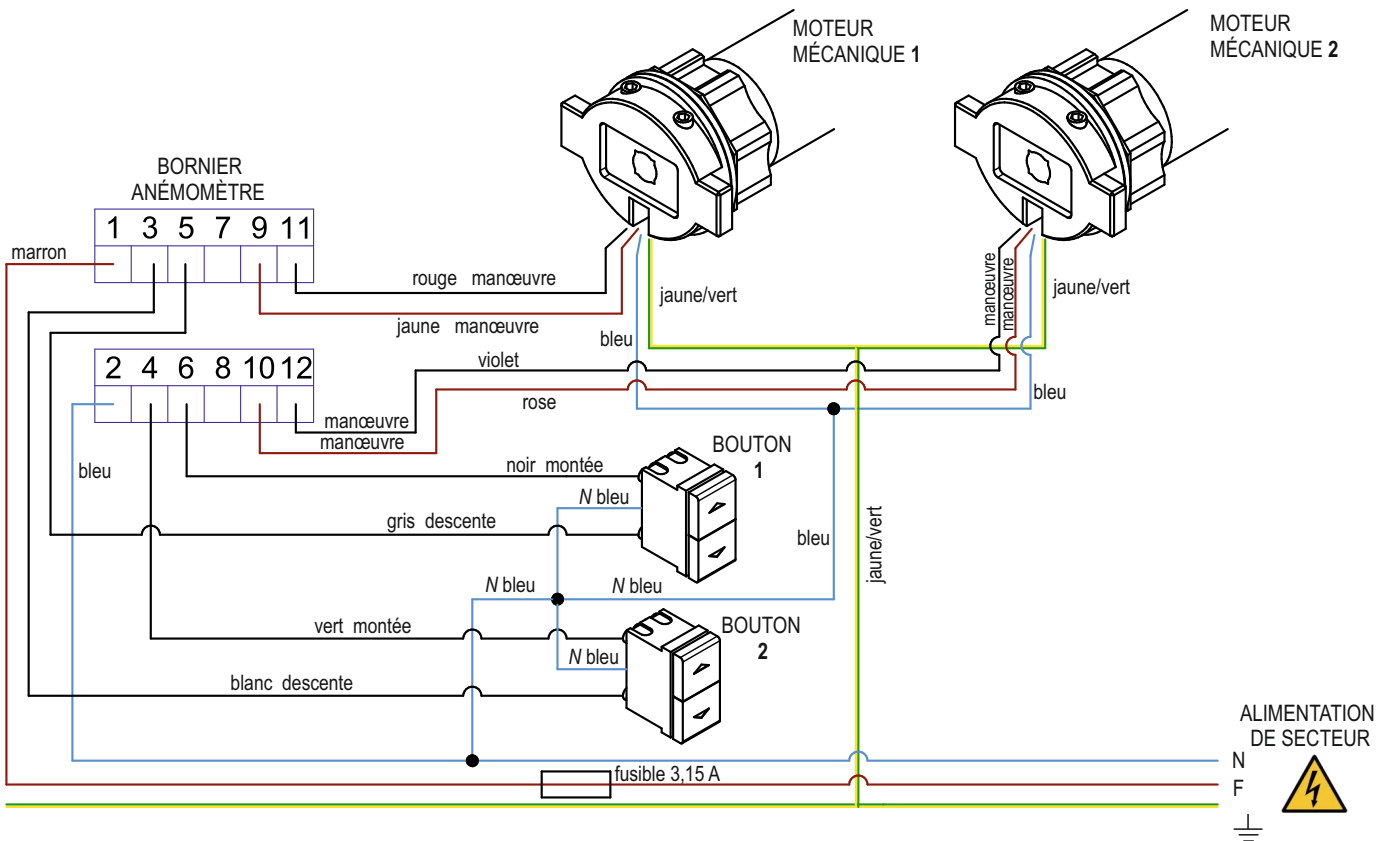 MOTEUR
MÉCANIQUE 1
MOTEUR
MÉCANIQUE 2
BORNIER
ANÉMOMÈTRE
1 3 5 7 9 11
marron
rouge manœuvre
jaune manœuvre
jaune/vert
manœuvre
manœuvre
jaune/vert
bleu
violet
2 4 6 8 10 12
rose
bleu
manœuvre
manœuvre
bleu
noir montée
BOUTON
1
N bleu
gris descente
bleu
jaune/vert
N bleu
N bleu
vert montée
BOUTON
2
N bleu
blanc descente
ALIMENTATION
DE SECTEUR
N
fusible 3,15 A
F